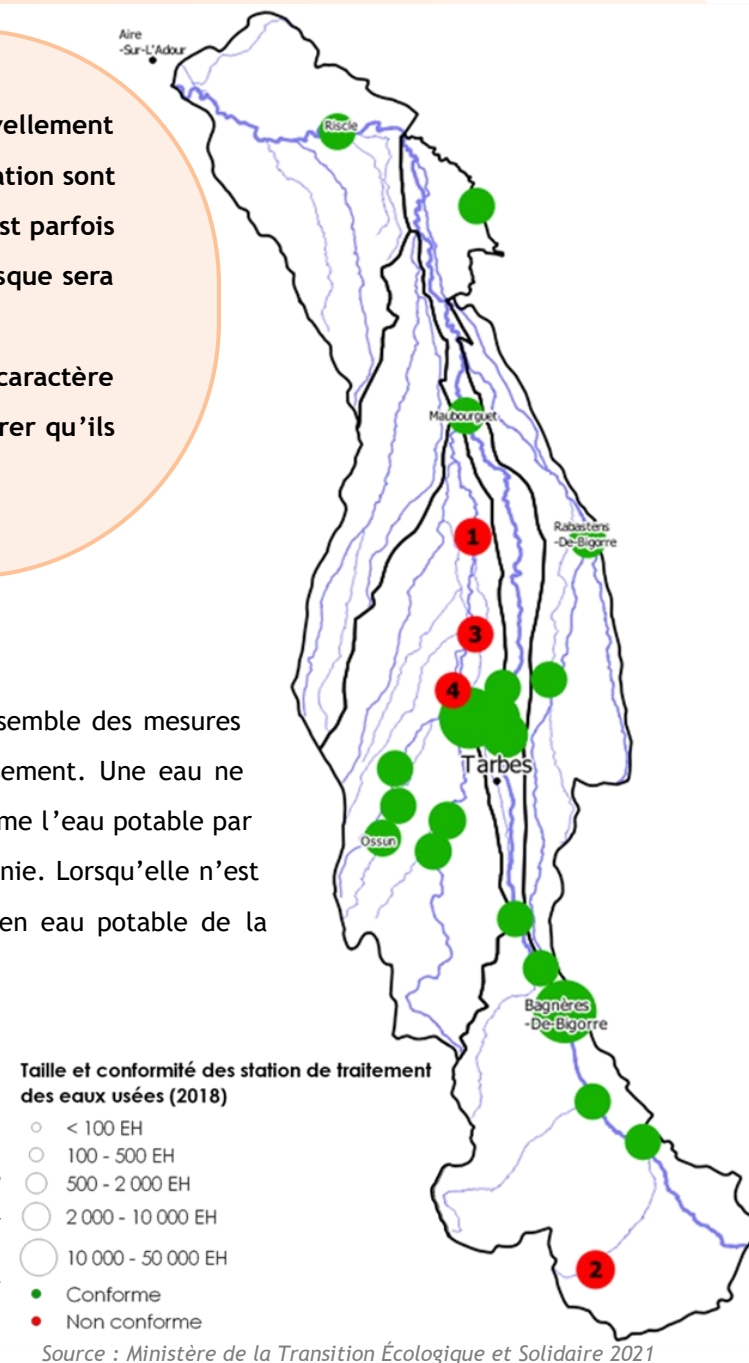 Aire
-Sur-L'Adour
vellement
ation sont
st parfois
sque sera
caractère
rer qu'ils
Riscle
Maubourguet
Rabastens
-De-Bigorre
1
3
4
Tarbes
Ossun
semble des mesures
sement. Une eau ne
me l'eau potable par
nie. Lorsqu'elle n'est
en eau potable de la
Bagnères
-De-Bigorre
2
Taille et conformité des station de traitement
des eaux usées (2018)
< 100 EH
100 - 500 EH
500 - 2 000 EH
2 000 - 10 000 EH
10 000 - 50 000 EH
Conforme
Non conforme
Source : Ministère de la Transition Écologique et Solidaire 2021